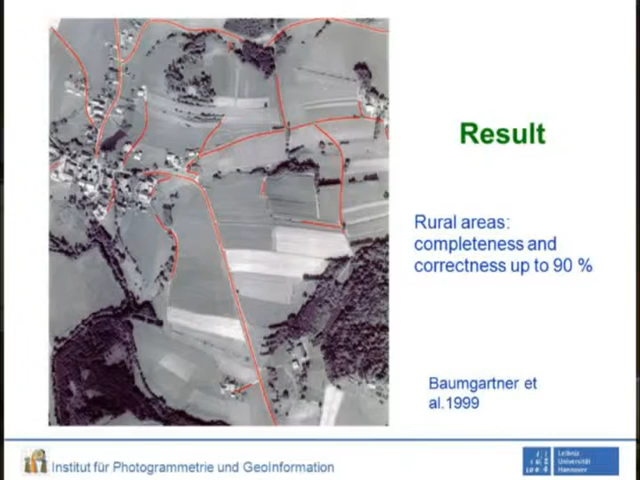 Result
Rural areas:
completeness and
correctness up to 90 %
Baumgartner et
al.1999
Institut für Photogrammetrie und GeoInformation
Leibniz
Universität
Hannover